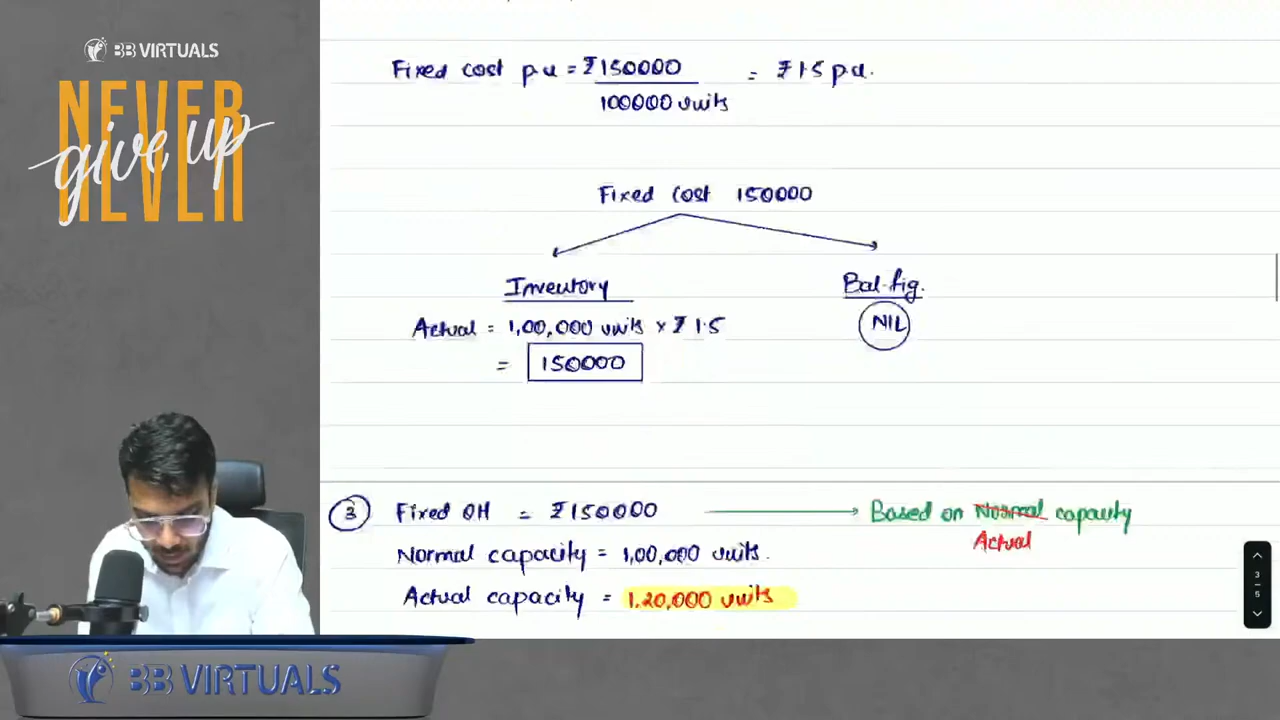 BB VIRTUALS
NEVER
give up
NEVER
Fixed cost p.u = ₹150000 = ₹1.5 p.u.
100000 units
Fixed cost 150000
Inventory Bal. fig.
Actual = 1,00,000 units × ₹1.5 NIL
= 150000
3 Fixed OH = ₹150000 → Based on Normal capacity
Actual
Normal capacity = 1,00,000 units.
Actual capacity = 1,20,000 units
3
5
BB VIRTUALS